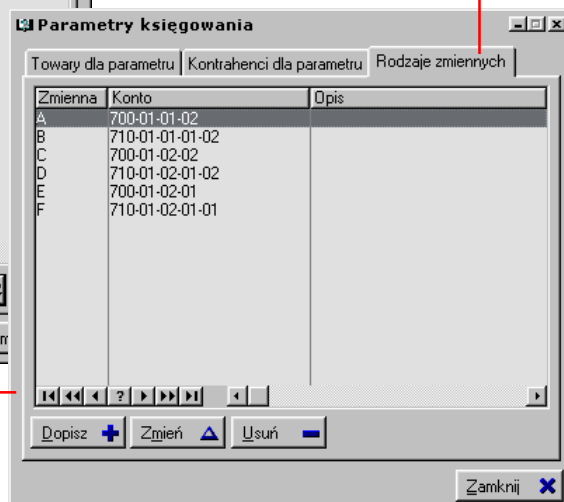 Parametry księgowania
Towary dla parametru Kontrahenci dla parametru Rodzaje zmiennych
Zmienna Konto Opis
A 700-01-01-02
B 710-01-01-01-02
C 700-01-02-02
D 710-01-02-01-02
E 700-01-02-01
F 710-01-02-01-01
?
Dopisz Zmień Usuń
Zamknij